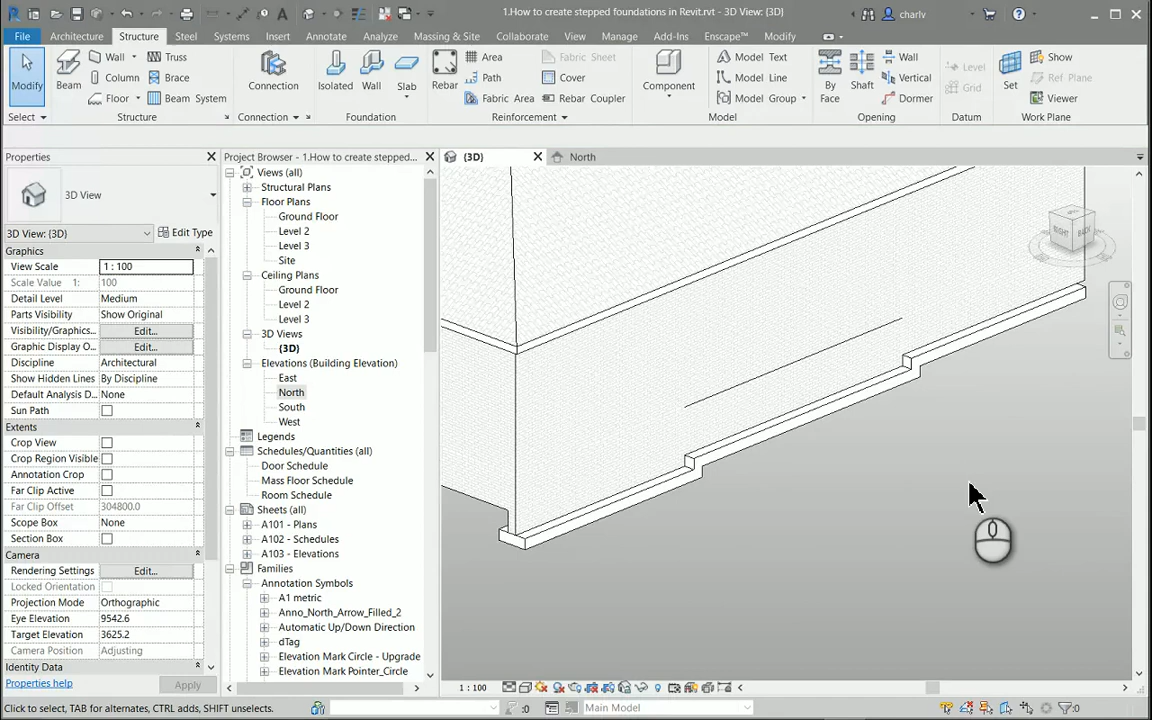 1.How to create stepped foundations in Revit.rvt - 3D View: {3D}
charlv
File Architecture Structure Steel Systems Insert Annotate Analyze Massing & Site Collaborate View Manage Add-Ins Enscape™ Modify
Modify
Select
Beam
Wall
Column
Floor
Truss
Brace
Beam System
Structure
Connection
Connection
Isolated
Wall
Slab
Foundation
Rebar
Area
Path
Fabric Area
Fabric Sheet
Cover
Rebar Coupler
Reinforcement
Component
Model Text
Model Line
Model Group
Model
By Face
Shaft
Wall
Vertical
Dormer
Opening
Level
Grid
Datum
Set
Show
Ref Plane
Viewer
Work Plane
Properties
3D View
3D View: {3D}
Edit Type
Graphics
View Scale 1 : 100
Scale Value 1: 100
Detail Level Medium
Parts Visibility Show Original
Visibility/Graphics... Edit...
Graphic Display O... Edit...
Discipline Architectural
Show Hidden Lines By Discipline
Default Analysis D... None
Sun Path
Extents
Crop View
Crop Region Visible
Annotation Crop
Far Clip Active
Far Clip Offset 304800.0
Scope Box None
Section Box
Camera
Rendering Settings Edit...
Locked Orientation
Projection Mode Orthographic
Eye Elevation 9542.6
Target Elevation 3625.2
Camera Position Adjusting
Identity Data
Properties help
Apply
Project Browser - 1.How to create stepped...
Views (all)
Structural Plans
Floor Plans
Ground Floor
Level 2
Level 3
Site
Ceiling Plans
Ground Floor
Level 2
Level 3
3D Views
{3D}
Elevations (Building Elevation)
East
North
South
West
Legends
Schedules/Quantities (all)
Door Schedule
Mass Floor Schedule
Room Schedule
Sheets (all)
A101 - Plans
A102 - Schedules
A103 - Elevations
Families
Annotation Symbols
A1 metric
Anno_North_Arrow_Filled_2
Automatic Up/Down Direction
dTag
Elevation Mark Circle - Upgrade
Elevation Mark Pointer_Circle
{3D}
North
RIGHT
BACK
1 : 100
Click to select, TAB for alternates, CTRL adds, SHIFT unselects.
:0
Main Model
:0